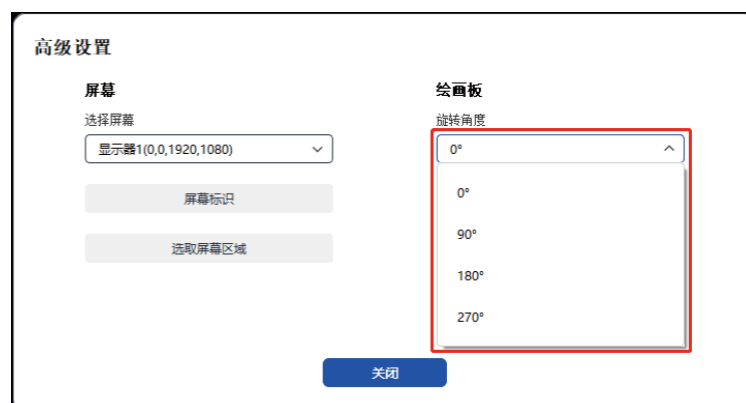 高级设置
屏幕
选择屏幕
显示器1(0,0,1920,1080)
屏幕标识
选取屏幕区域
绘画板
旋转角度
0°
0°
90°
180°
270°
关闭